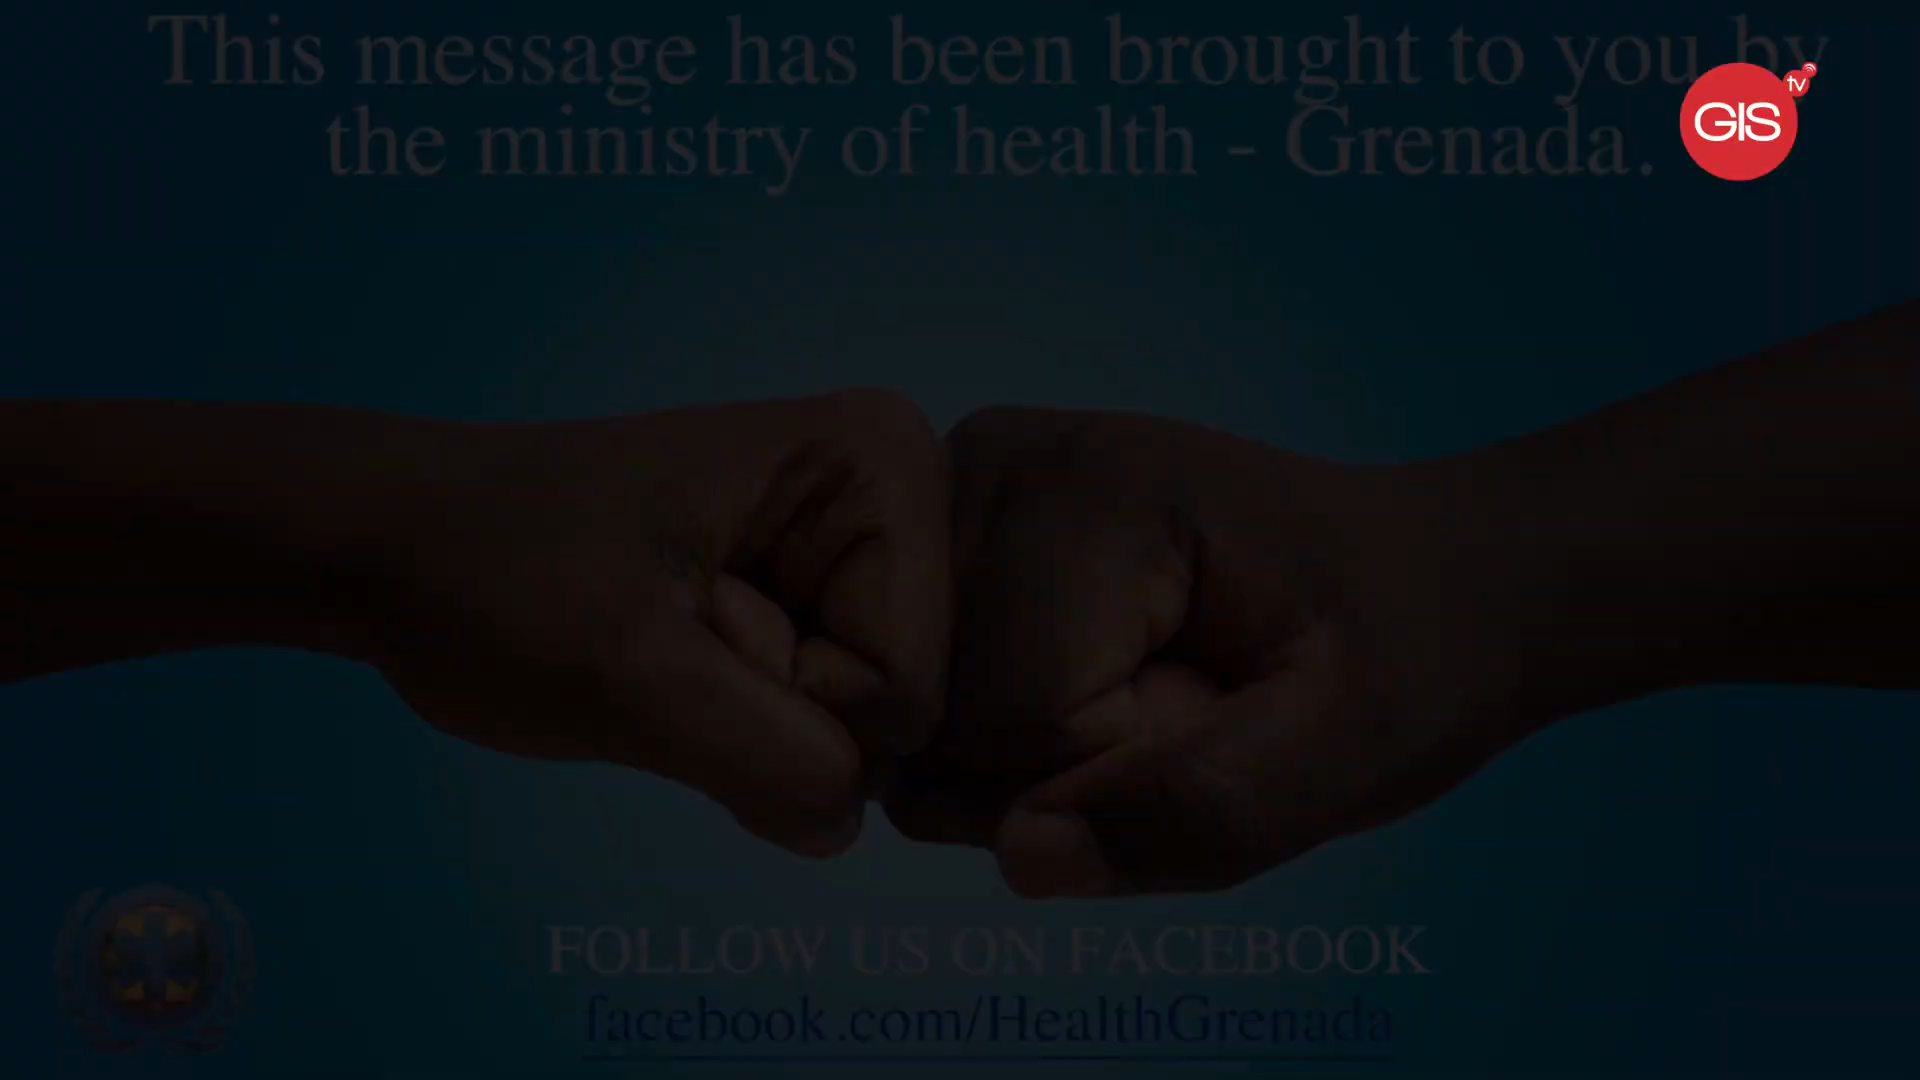 This message has been brought to you by
the ministry of health - Grenada.
GIS
tv
FOLLOW US ON FACEBOOK
facebook.com/HealthGrenada